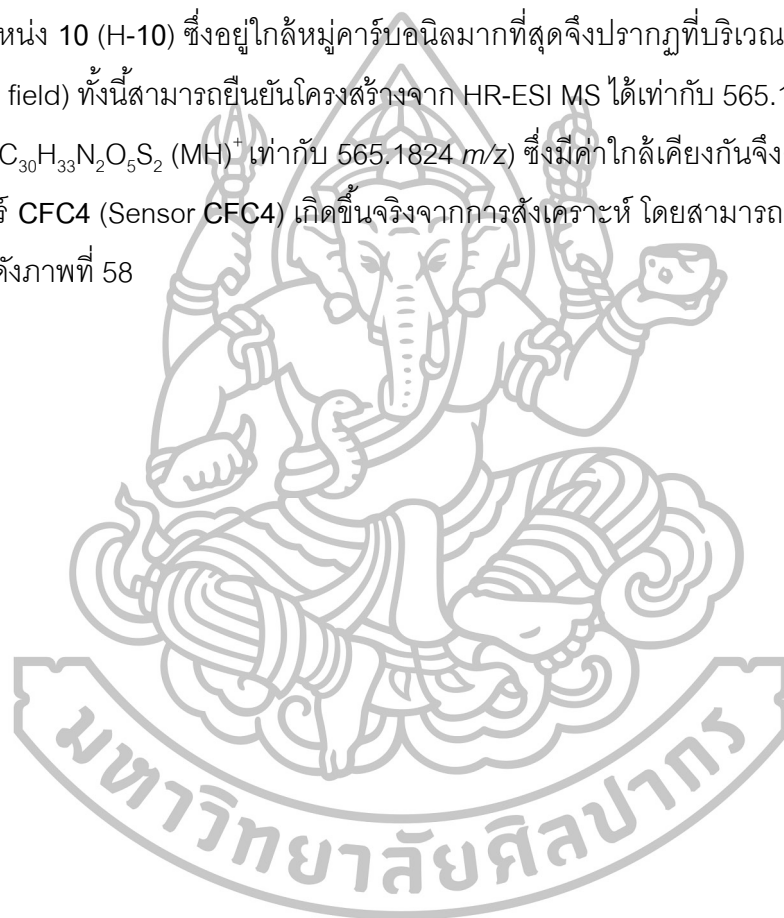 หน่ง 10 (H-10) ซึ่งอยู่ใกล้หมู่คาร์บอนิลมากที่สุดจึงปรากฏที่บริเวณ
field) ทั้งนี้สามารถยืนยันโครงสร้างจาก HR-ESI MS ได้เท่ากับ 565.1
C₃₀H₃₃N₂O₅S₂ (MH)⁺ เท่ากับ 565.1824 m/z) ซึ่งมีค่าใกล้เคียงกันจึง
ร์ CFC4 (Sensor CFC4) เกิดขึ้นจริงจากการสังเคราะห์ โดยสามารถ
ดังภาพที่ 58
มหาวิทยาลัยศิลปากร